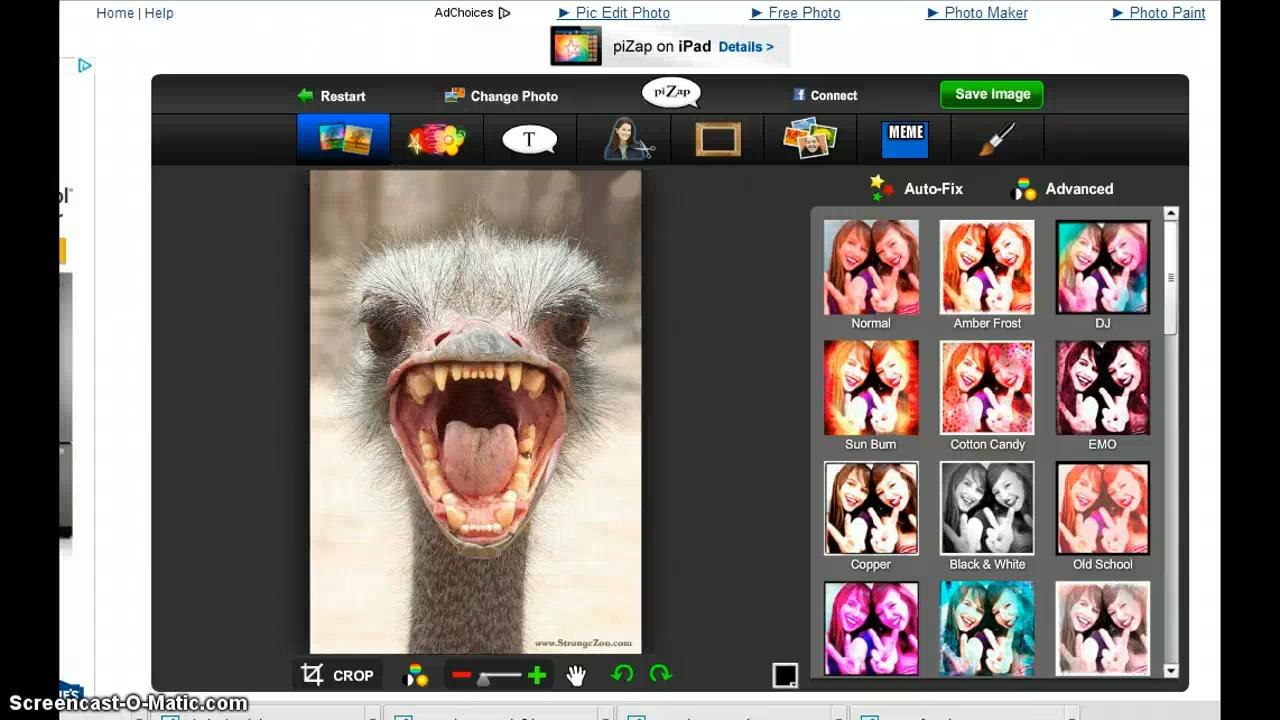 Home | Help
AdChoices
► Pic Edit Photo
► Free Photo
► Photo Maker
► Photo Paint
piZap on iPad Details >
Restart
Change Photo
piZap
Connect
Save Image
T
MEME
Auto-Fix
Advanced
Normal
Amber Frost
DJ
Sun Burn
Cotton Candy
EMO
Copper
Black & White
Old School
www.StrangeZoo.com
CROP
Screencast-O-Matic.com